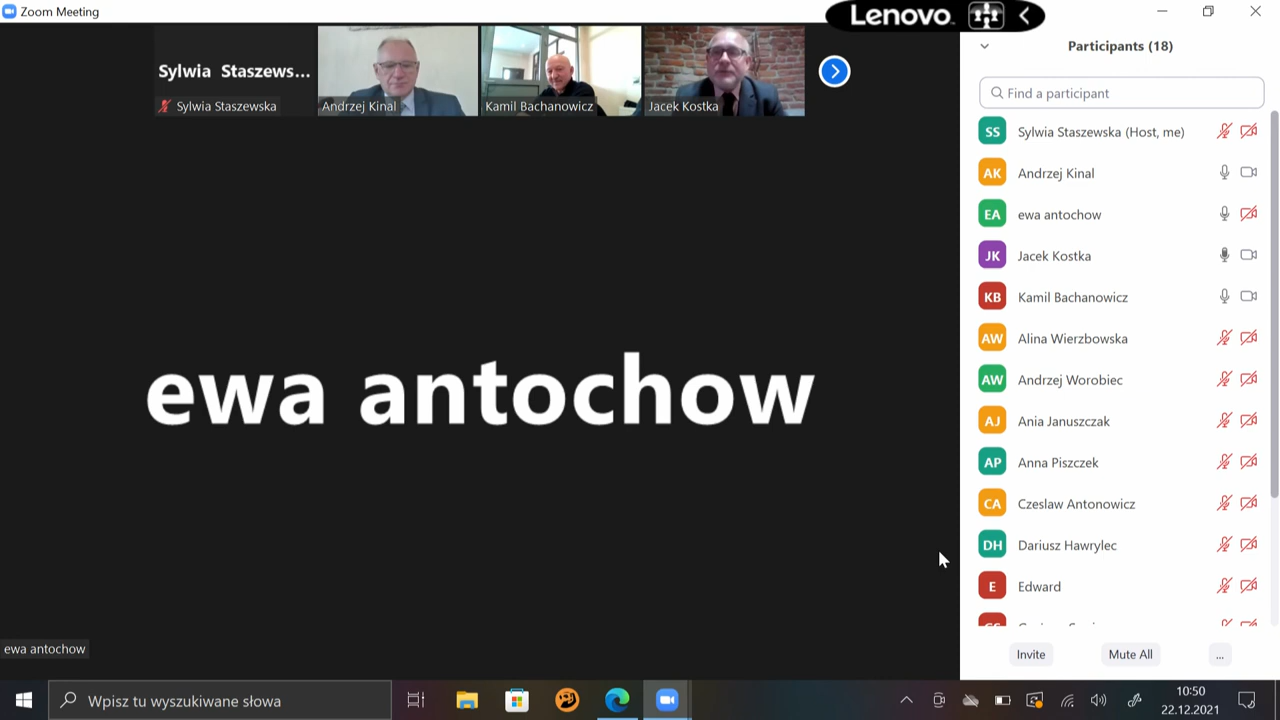 Zoom Meeting
Lenovo
Sylwia Staszews...
Sylwia Staszewska
Andrzej Kinal
Kamil Bachanowicz
Jacek Kostka
ewa antochow
ewa antochow
Participants (18)
Find a participant
SS Sylwia Staszewska (Host, me)
AK Andrzej Kinal
EA ewa antochow
JK Jacek Kostka
KB Kamil Bachanowicz
AW Alina Wierzbowska
AW Andrzej Worobiec
AJ Ania Januszczak
AP Anna Piszczek
CA Czeslaw Antonowicz
DH Dariusz Hawrylec
E Edward
Invite
Mute All
...
Wpisz tu wyszukiwane słowa
10:50
22.12.2021